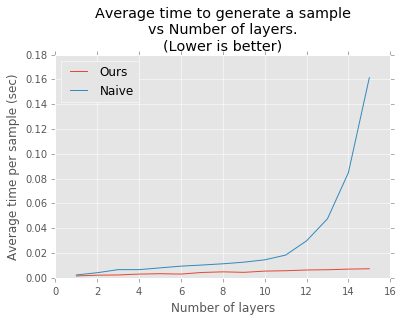 Average time to generate a sample
vs Number of layers.
(Lower is better)
Ours
Naive
Average time per sample (sec)
0.18
0.16
0.14
0.12
0.10
0.08
0.06
0.04
0.02
0.00
0 2 4 6 8 10 12 14 16
Number of layers